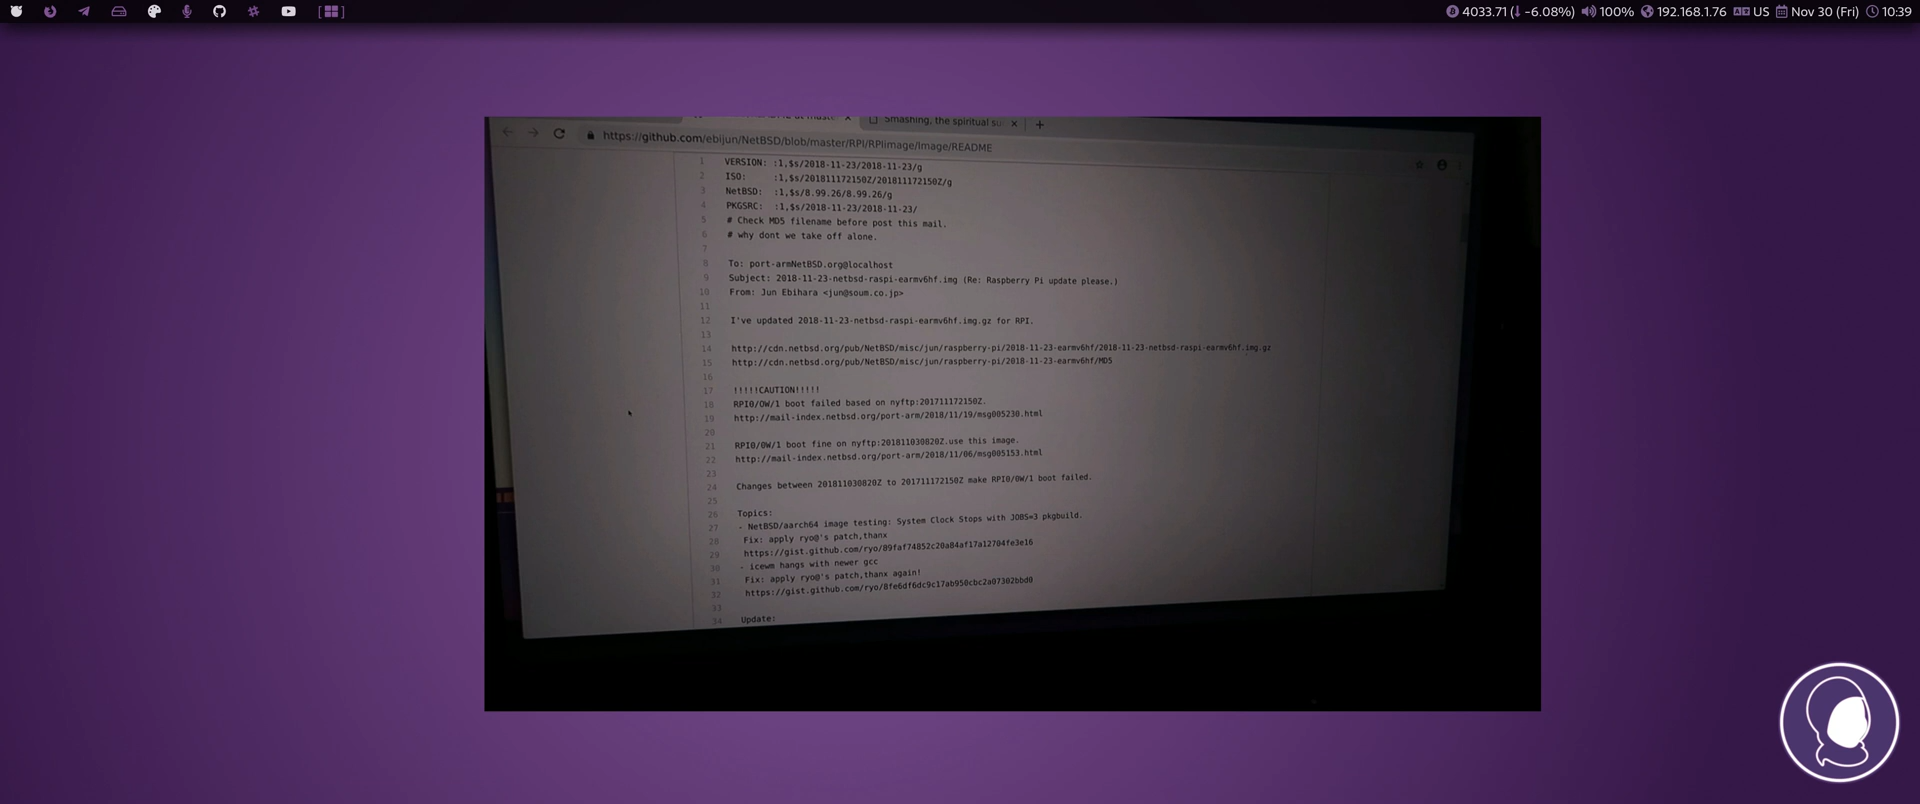 4033.71 ( -6.08%) 100% 192.168.1.76 US Nov 30 (Fri) 10:39
Smashing, the spiritual su
https://github.com/ebijun/NetBSD/blob/master/RPI/RPIimage/Image/README
1 VERSION: :1,$s/2018-11-23/2018-11-23/g
2 ISO: :1,$s/201811172150Z/201811172150Z/g
3 NetBSD: :1,$s/8.99.26/8.99.26/g
4 PKGSRC: :1,$s/2018-11-23/2018-11-23/
5 # Check MD5 filename before post this mail.
6 # why dont we take off alone.
7
8 To: port-armNetBSD.org@localhost
9 Subject: 2018-11-23-netbsd-raspi-earmv6hf.img (Re: Raspberry Pi update please.)
10 From: Jun Ebihara <jun@soum.co.jp>
11
12 I've updated 2018-11-23-netbsd-raspi-earmv6hf.img.gz for RPI.
13
14 http://cdn.netbsd.org/pub/NetBSD/misc/jun/raspberry-pi/2018-11-23-earmv6hf/2018-11-23-netbsd-raspi-earmv6hf.img.gz
15 http://cdn.netbsd.org/pub/NetBSD/misc/jun/raspberry-pi/2018-11-23-earmv6hf/MD5
16
17 !!!!!CAUTION!!!!!
18 RPI0/0W/1 boot failed based on nyftp:201711172150Z.
19 http://mail-index.netbsd.org/port-arm/2018/11/19/msg005230.html
20
21 RPI0/0W/1 boot fine on nyftp:201811030820Z.use this image.
22 http://mail-index.netbsd.org/port-arm/2018/11/06/msg005153.html
23
24 Changes between 201811030820Z to 201711172150Z make RPI0/0W/1 boot failed.
25
26 Topics:
27 - NetBSD/aarch64 image testing: System Clock Stops with JOBS=3 pkgbuild.
28 Fix: apply ryo@'s patch,thanx
29 https://gist.github.com/ryo/89faf74852c20a84af17a12704fe3e16
30 - icewm hangs with newer gcc
31 Fix: apply ryo@'s patch,thanx again!
32 https://gist.github.com/ryo/8fe6df6dc9c17ab950cbc2a07302bbd0
33
34 Update: